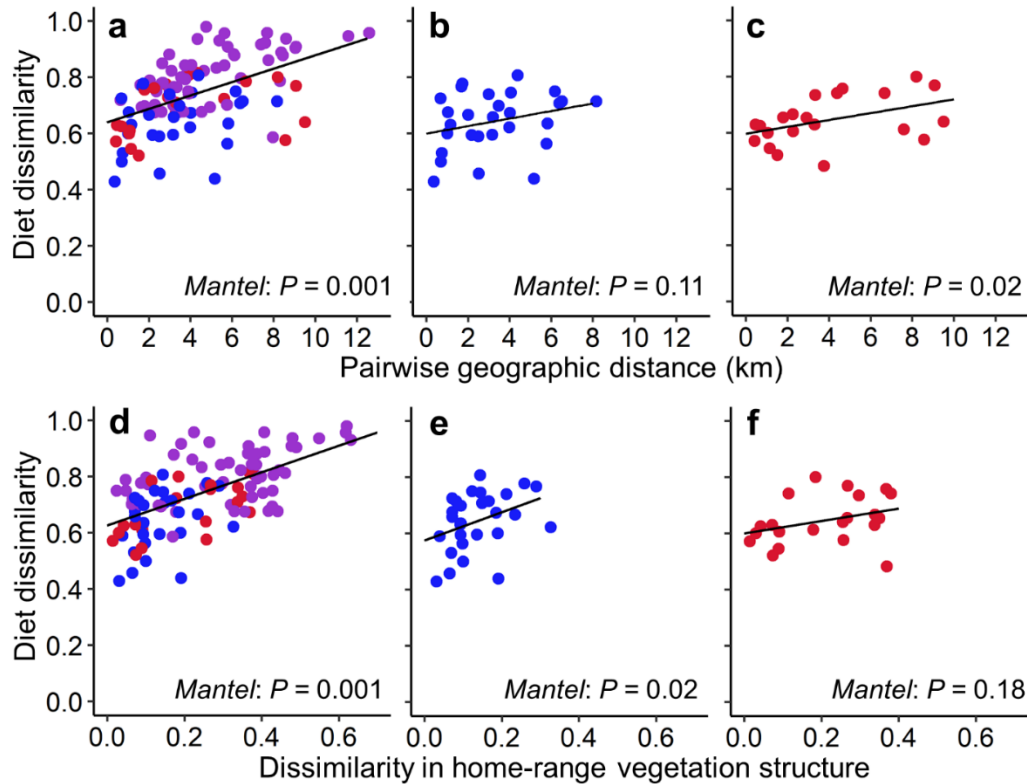 a b c
Diet dissimilarity
1.0
0.8
0.6
0.4
0.2
0.0
Mantel: P = 0.001 Mantel: P = 0.11 Mantel: P = 0.02
0 2 4 6 8 10 12 0 2 4 6 8 10 12 0 2 4 6 8 10 12
Pairwise geographic distance (km)
d e f
Diet dissimilarity
1.0
0.8
0.6
0.4
0.2
0.0
Mantel: P = 0.001 Mantel: P = 0.02 Mantel: P = 0.18
0.0 0.2 0.4 0.6 0.0 0.2 0.4 0.6 0.0 0.2 0.4 0.6
Dissimilarity in home-range vegetation structure